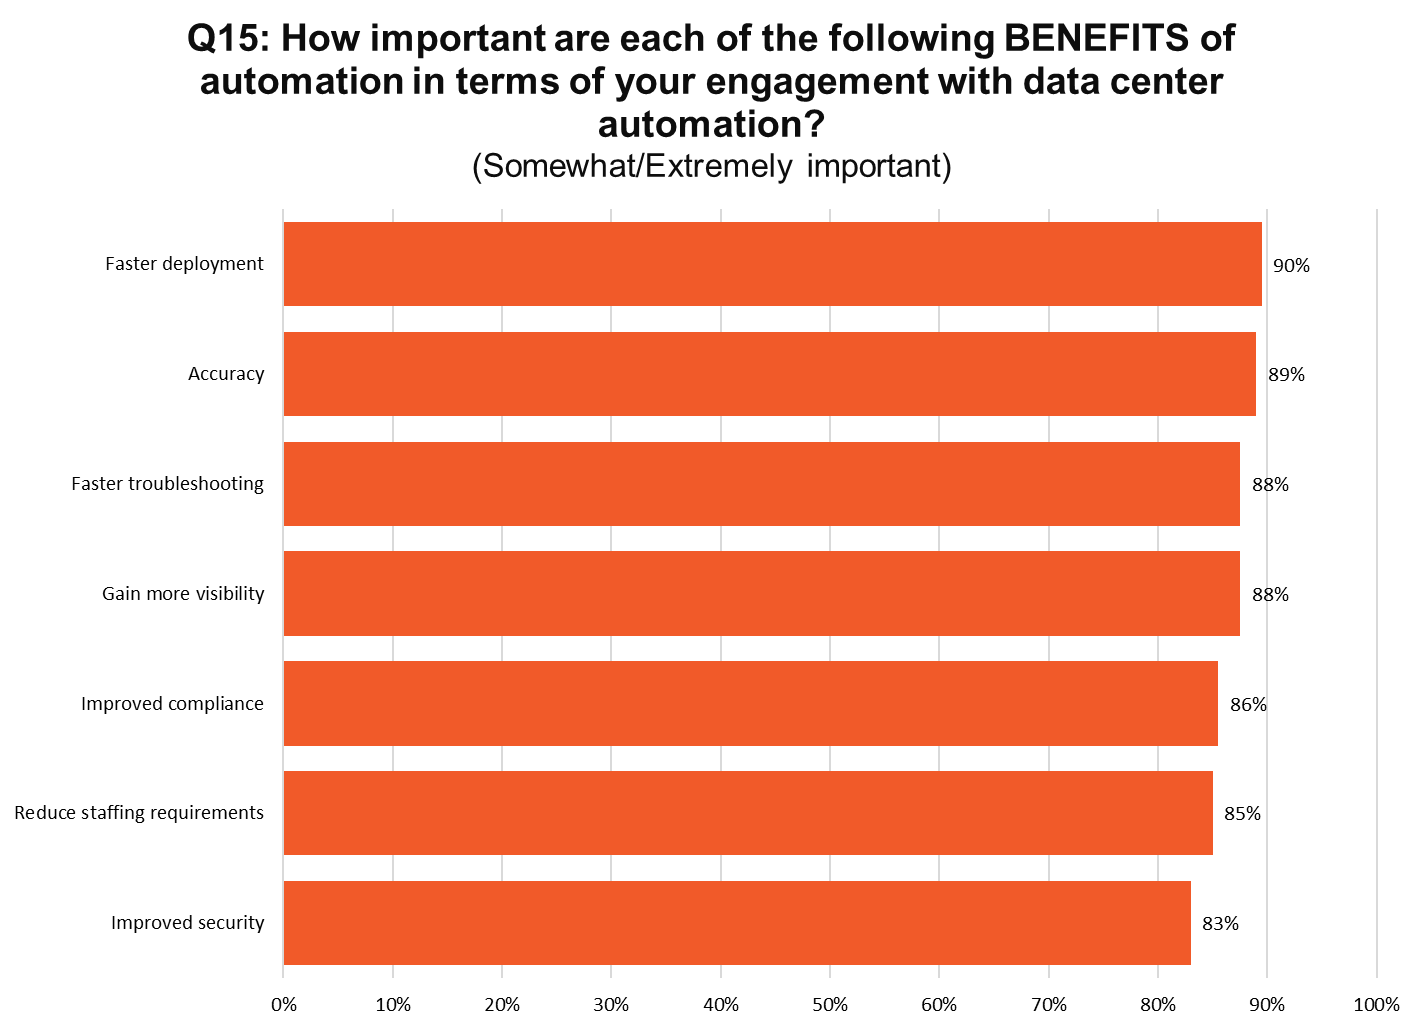 Q15: How important are each of the following BENEFITS of
automation in terms of your engagement with data center
automation?
(Somewhat/Extremely important)
Faster deployment 90%
Accuracy 89%
Faster troubleshooting 88%
Gain more visibility 88%
Improved compliance 86%
Reduce staffing requirements 85%
Improved security 83%
0% 10% 20% 30% 40% 50% 60% 70% 80% 90% 100%